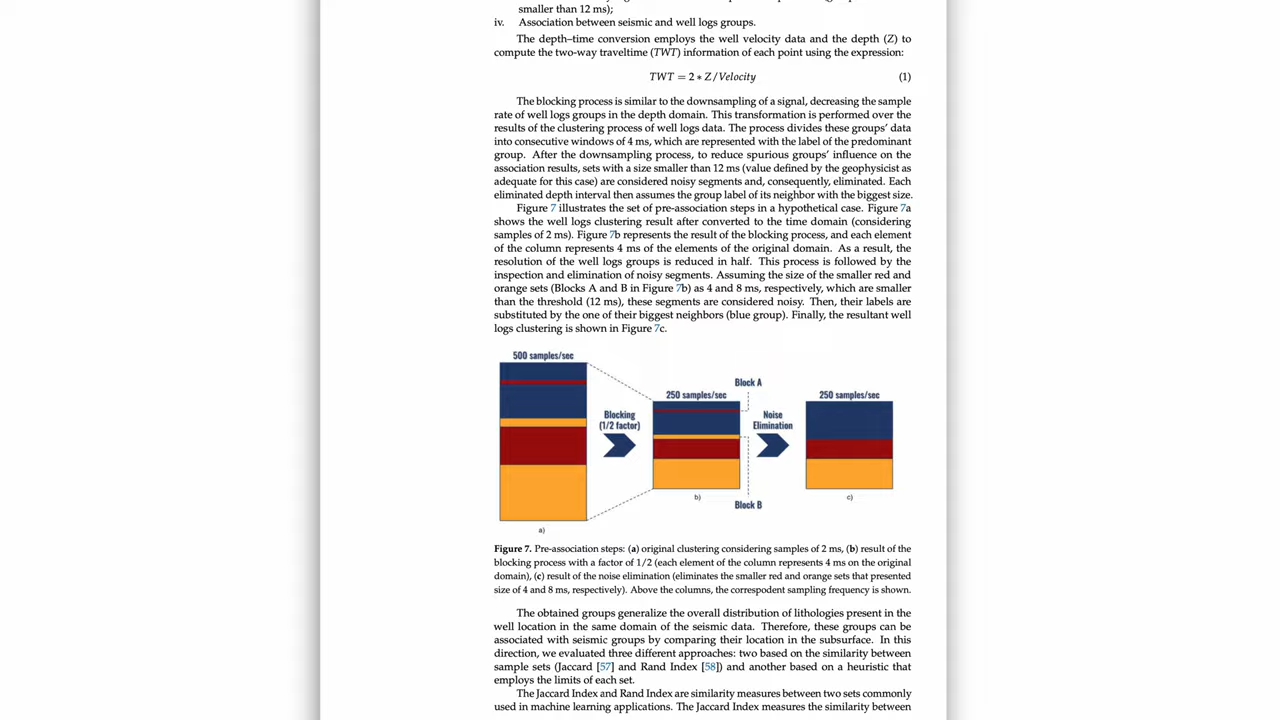 smaller than 12 ms);
iv. Association between seismic and well logs groups.
The depth–time conversion employs the well velocity data and the depth (Z) to
compute the two-way traveltime (TWT) information of each point using the expression:
TWT = 2 ∗ Z/Velocity (1)
The blocking process is similar to the downsampling of a signal, decreasing the sample
rate of well logs groups in the depth domain. This transformation is performed over the
results of the clustering process of well logs data. The process divides these groups’ data
into consecutive windows of 4 ms, which are represented with the label of the predominant
group. After the downsampling process, to reduce spurious groups’ influence on the
association results, sets with a size smaller than 12 ms (value defined by the geophysicist as
adequate for this case) are considered noisy segments and, consequently, eliminated. Each
eliminated depth interval then assumes the group label of its neighbor with the biggest size.
Figure 7 illustrates the set of pre-association steps in a hypothetical case. Figure 7a
shows the well logs clustering result after converted to the time domain (considering
samples of 2 ms). Figure 7b represents the result of the blocking process, and each element
of the column represents 4 ms of the elements of the original domain. As a result, the
resolution of the well logs groups is reduced in half. This process is followed by the
inspection and elimination of noisy segments. Assuming the size of the smaller red and
orange sets (Blocks A and B in Figure 7b) as 4 and 8 ms, respectively, which are smaller
than the threshold (12 ms), these segments are considered noisy. Then, their labels are
substituted by the one of their biggest neighbors (blue group). Finally, the resultant well
logs clustering is shown in Figure 7c.
500 samples/sec
Block A
250 samples/sec
250 samples/sec
Blocking
(1/2 factor)
Noise
Elimination
b)
c)
Block B
a)
Figure 7. Pre-association steps: (a) original clustering considering samples of 2 ms, (b) result of the
blocking process with a factor of 1/2 (each element of the column represents 4 ms on the original
domain), (c) result of the noise elimination (eliminates the smaller red and orange sets that presented
size of 4 and 8 ms, respectively). Above the columns, the correspodent sampling frequency is shown.
The obtained groups generalize the overall distribution of lithologies present in the
well location in the same domain of the seismic data. Therefore, these groups can be
associated with seismic groups by comparing their location in the subsurface. In this
direction, we evaluated three different approaches: two based on the similarity between
sample sets (Jaccard [57] and Rand Index [58]) and another based on a heuristic that
employs the limits of each set.
The Jaccard Index and Rand Index are similarity measures between two sets commonly
used in machine learning applications. The Jaccard Index measures the similarity between